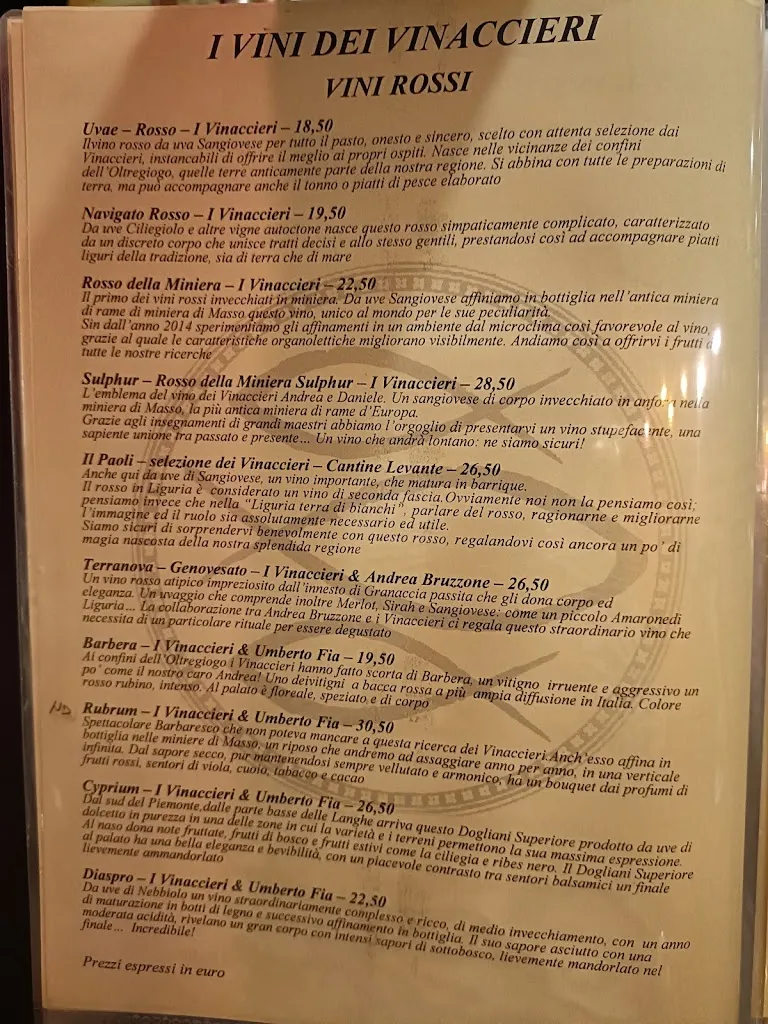 I VINI DEI VINACCIERI
VINI ROSSI
Uvae – Rosso – I Vinaccieri – 18,50
Ilvino rosso da uva Sangiovese per tutto il pasto, onesto e sincero, scelto con attenta selezione dai
Vinaccieri, instancabili di offrire il meglio ai propri ospiti. Nasce nelle vicinanze dei confini
dell'Oltregiogo, quelle terre anticamente parte della nostra regione. Si abbina con tutte le preparazioni di
terra, ma può accompagnare anche il tonno o piatti di pesce elaborato
Navigato Rosso – I Vinaccieri – 19,50
Da uve Ciliegiolo e altre vigne autoctone nasce questo rosso simpaticamente complicato, caratterizzato
da un discreto corpo che unisce tratti decisi e allo stesso gentili, prestandosi così ad accompagnare piatti
liguri della tradizione, sia di terra che di mare
Rosso della Miniera – I Vinaccieri – 22,50
Il primo dei vini rossi invecchiati in miniera. Da uve Sangiovese affiniamo in bottiglia nell'antica miniera
di rame di miniera di Masso questo vino, unico al mondo per le sue peculiarità.
Sin dall'anno 2014 sperimentiamo gli affinamenti in un ambiente dal microclima così favorevole al vino,
grazie al quale le caratteristiche organolettiche migliorano visibilmente. Andiamo così a offrirvi i frutti d
tutte le nostre ricerche
Sulphur – Rosso della Miniera Sulphur – I Vinaccieri – 28,50
L'emblema del vino dei Vinaccieri Andrea e Daniele. Un sangiovese di corpo invecchiato in anfora nella
miniera di Masso, la più antica miniera di rame d'Europa.
Grazie agli insegnamenti di grandi maestri abbiamo l'orgoglio di presentarvi un vino stupefacente, una
sapiente unione tra passato e presente… Un vino che andrà lontano: ne siamo sicuri!
Il Paoli – selezione dei Vinaccieri – Cantine Levante – 26,50
Anche qui da uve di Sangiovese, un vino importante, che matura in barrique.
Il rosso in Liguria è considerato un vino di seconda fascia.Ovviamente noi non la pensiamo così;
pensiamo invece che nella "Liguria terra di bianchi", parlare del rosso, ragionarne e migliorarne
l'immagine ed il ruolo sia assolutamente necessario ed utile.
Siamo sicuri di sorprendervi benevolmente con questo rosso, regalandovi così ancora un po' di
magia nascosta della nostra splendida regione
Terranova – Genovesato – I Vinaccieri & Andrea Bruzzone – 26,50
Un vino rosso atipico impreziosito dall'innesto di Granaccia passita che gli dona corpo ed
eleganza. Un uvaggio che comprende inoltre Merlot, Sirah e Sangiovese: come un piccolo Amaronedi
Liguria… La collaborazione tra Andrea Bruzzone e i Vinaccieri ci regala questo straordinario vino che
necessita di un particolare rituale per essere degustato
Barbera – I Vinaccieri & Umberto Fia – 19,50
Ai confini dell'Oltregiogo i Vinaccieri hanno fatto scorta di Barbera, un vitigno irruente e aggressivo un
po' come il nostro caro Andrea! Uno deivitigni a bacca rossa a più ampia diffusione in Italia. Colore
rosso rubino, intenso. Al palato è floreale, speziato e di corpo
Rubrum – I Vinaccieri & Umberto Fia – 30,50
Spettacolare Barbaresco che non poteva mancare a questa ricerca dei Vinaccieri.Anch'esso affina in
bottiglia nelle miniere di Masso, un riposo che andremo ad assaggiare anno per anno, in una verticale
infinita. Dal sapore secco, pur mantenendosi sempre vellutato e armonico, ha un bouquet dai profumi di
frutti rossi, sentori di viola, cuoio, tabacco e cacao
Cyprium – I Vinaccieri & Umberto Fia – 26,50
Dal sud del Piemonte,dalle parte basse delle Langhe arriva questo Dogliani Superiore prodotto da uve di
dolcetto in purezza in una delle zone in cui la varietà e i terreni permettono la sua massima espressione.
Al naso dona note fruttate, frutti di bosco e frutti estivi come la ciliegia e ribes nero. Il Dogliani Superiore
al palato ha una bella eleganza e bevibilità, con un piacevole contrasto tra sentori balsamici un finale
lievemente ammandorlato
Diaspro – I Vinaccieri & Umberto Fia – 22,50
Da uve di Nebbiolo un vino straordinariamente complesso e ricco, di medio invecchiamento, con un anno
di maturazione in botti di legno e successivo affinamento in bottiglia. Il suo sapore asciutto con una
moderata acidità, rivelano un gran corpo con intensi sapori di sottobosco, lievemente mandorlato nel
finale… Incredibile!
Prezzi espressi in euro